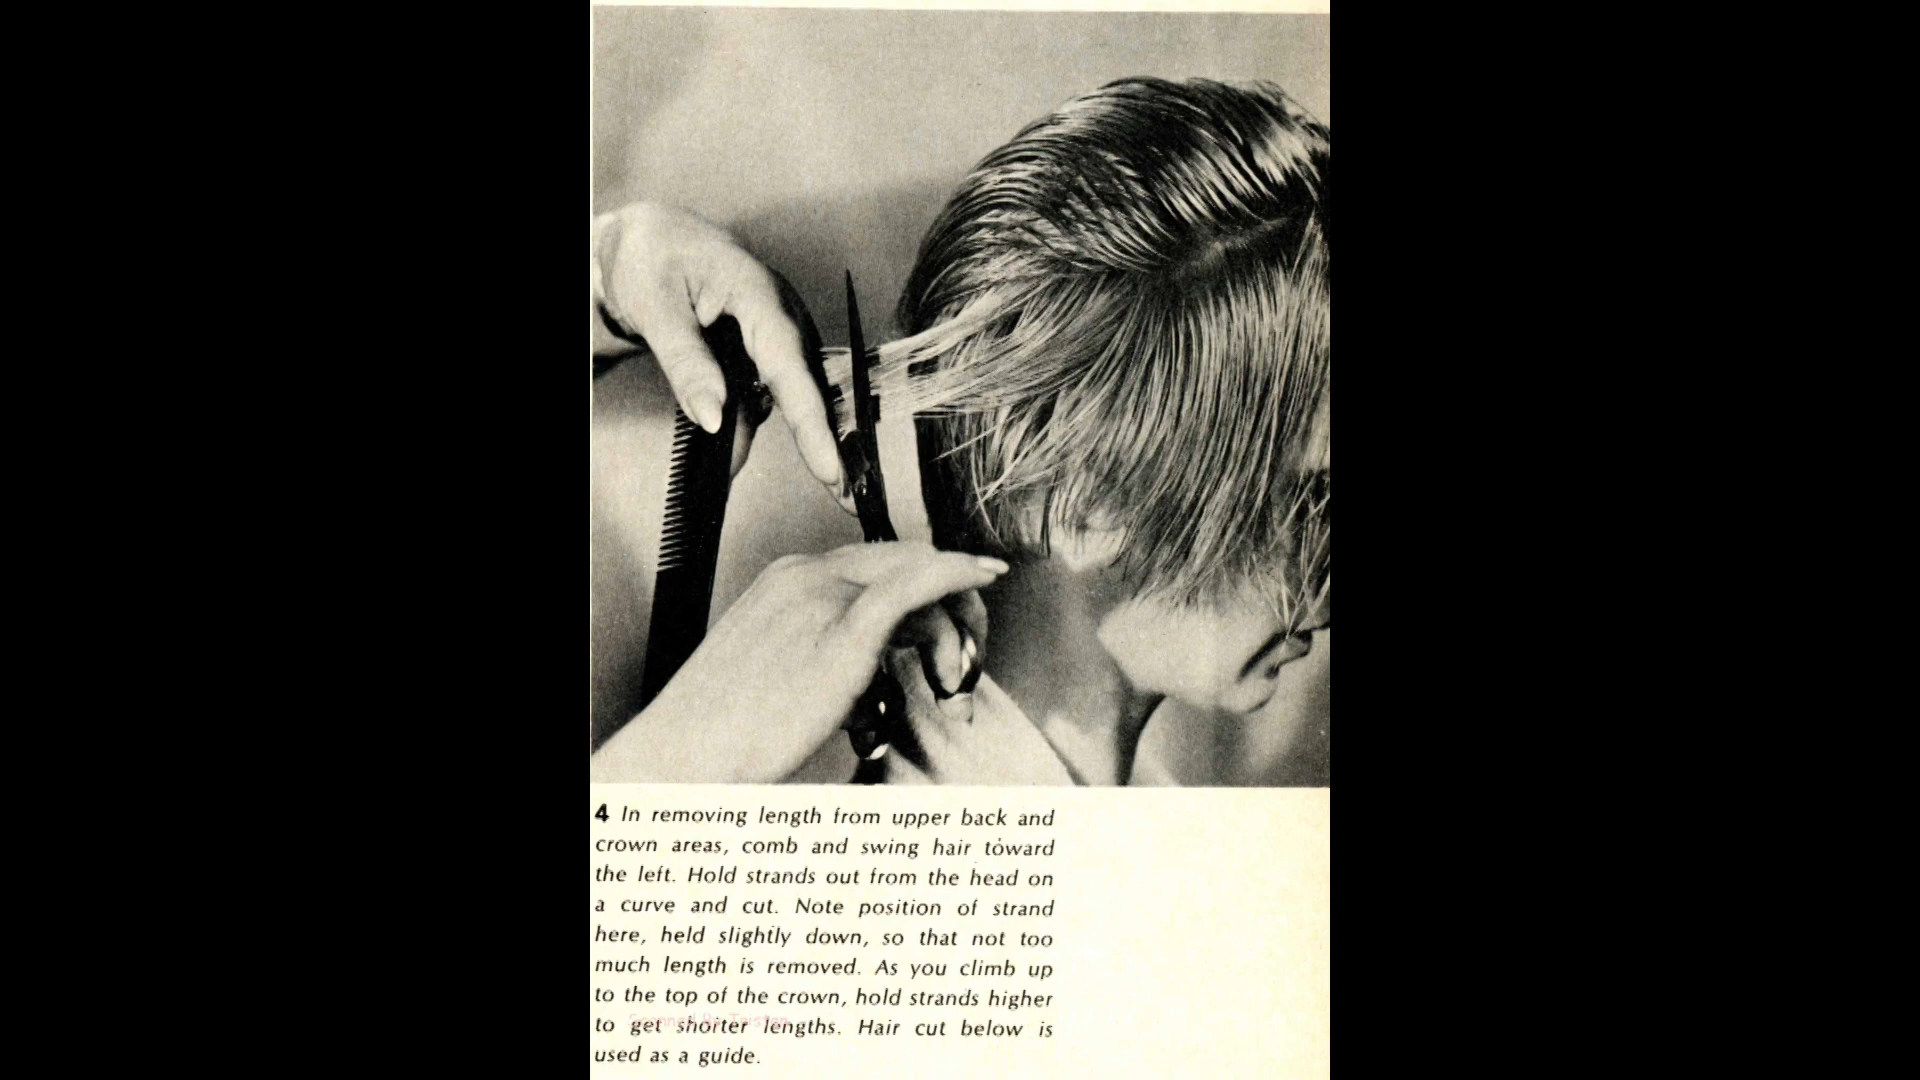 4 In removing length from upper back and
crown areas, comb and swing hair toward
the left. Hold strands out from the head on
a curve and cut. Note position of strand
here, held slightly down, so that not too
much length is removed. As you climb up
to the top of the crown, hold strands higher
to get shorter lengths. Hair cut below is
Scanned By Tristan
used as a guide.